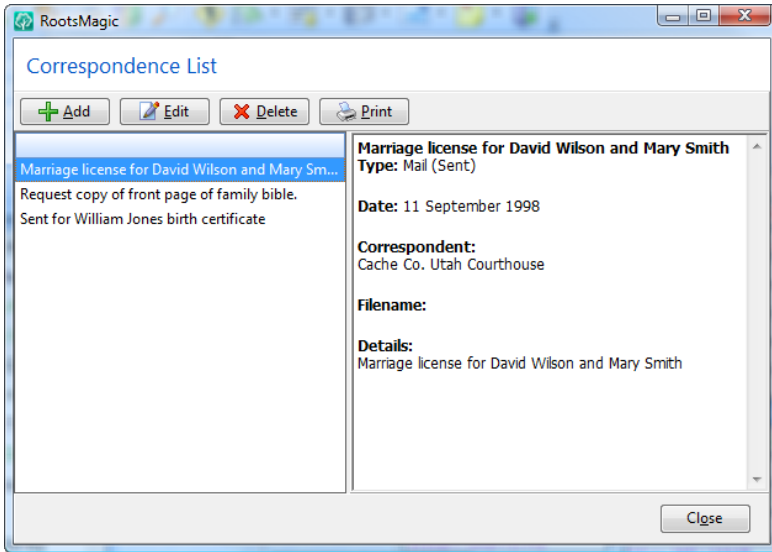 RootsMagic
Correspondence List
Add Edit Delete Print
Marriage license for David Wilson and Mary Sm...
Request copy of front page of family bible.
Sent for William Jones birth certificate
Marriage license for David Wilson and Mary Smith
Type: Mail (Sent)
Date: 11 September 1998
Correspondent:
Cache Co. Utah Courthouse
Filename:
Details:
Marriage license for David Wilson and Mary Smith
Close